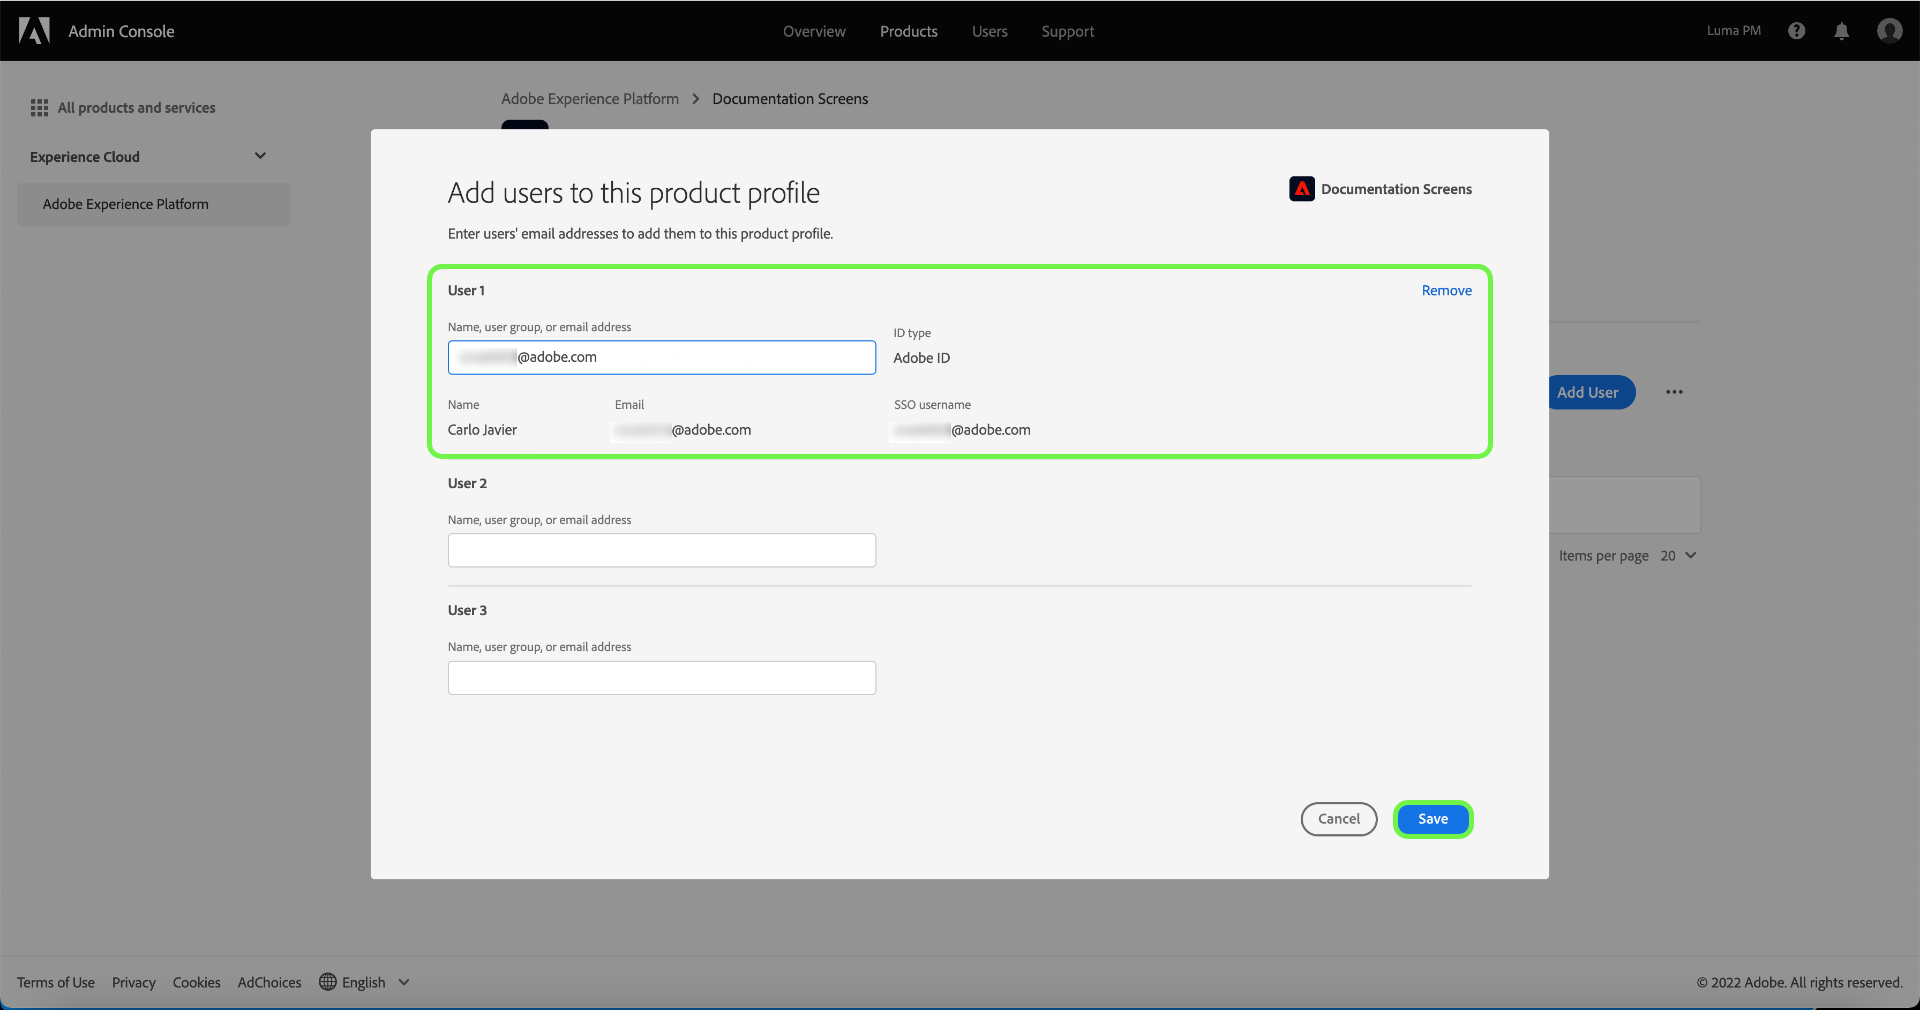 Admin Console
Overview Products Users Support
Luma PM
All products and services
Experience Cloud
Adobe Experience Platform
Adobe Experience Platform > Documentation Screens
Add users to this product profile
Documentation Screens
Enter users' email addresses to add them to this product profile.
User 1
Remove
Name, user group, or email address
ID type
@adobe.com
Adobe ID
Name Email SSO username
Carlo Javier @adobe.com @adobe.com
User 2
Name, user group, or email address
User 3
Name, user group, or email address
Cancel
Save
Add User
Items per page 20
Terms of Use Privacy Cookies AdChoices English
© 2022 Adobe. All rights reserved.